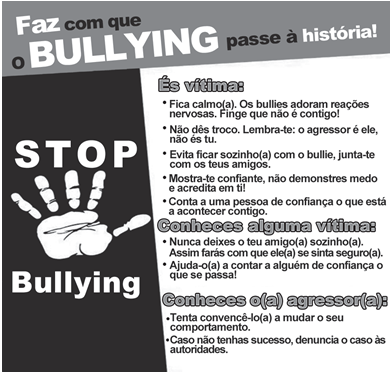 Faz com que
o BULLYING passe à história!
STOP
Bullying
És vítima:
• Fica calmo(a). Os bullies adoram reações
nervosas. Finge que não é contigo!
• Não dês troco. Lembra-te: o agressor é ele,
não és tu.
• Evita ficar sozinho(a) com o bullie, junta-te
com os teus amigos.
• Mostra-te confiante, não demonstres medo
e acredita em ti!
• Conta a uma pessoa de confiança o que está
a acontecer contigo.
Conheces alguma vítima:
• Nunca deixes o teu amigo(a) sozinho(a).
Assim farás com que ele(a) se sinta seguro(a).
• Ajuda-o(a) a contar a alguém de confiança o
que se passa!
Conheces o(a) agressor(a):
• Tenta convencê-lo(a) a mudar o seu
comportamento.
• Caso não tenhas sucesso, denuncia o caso às
autoridades.